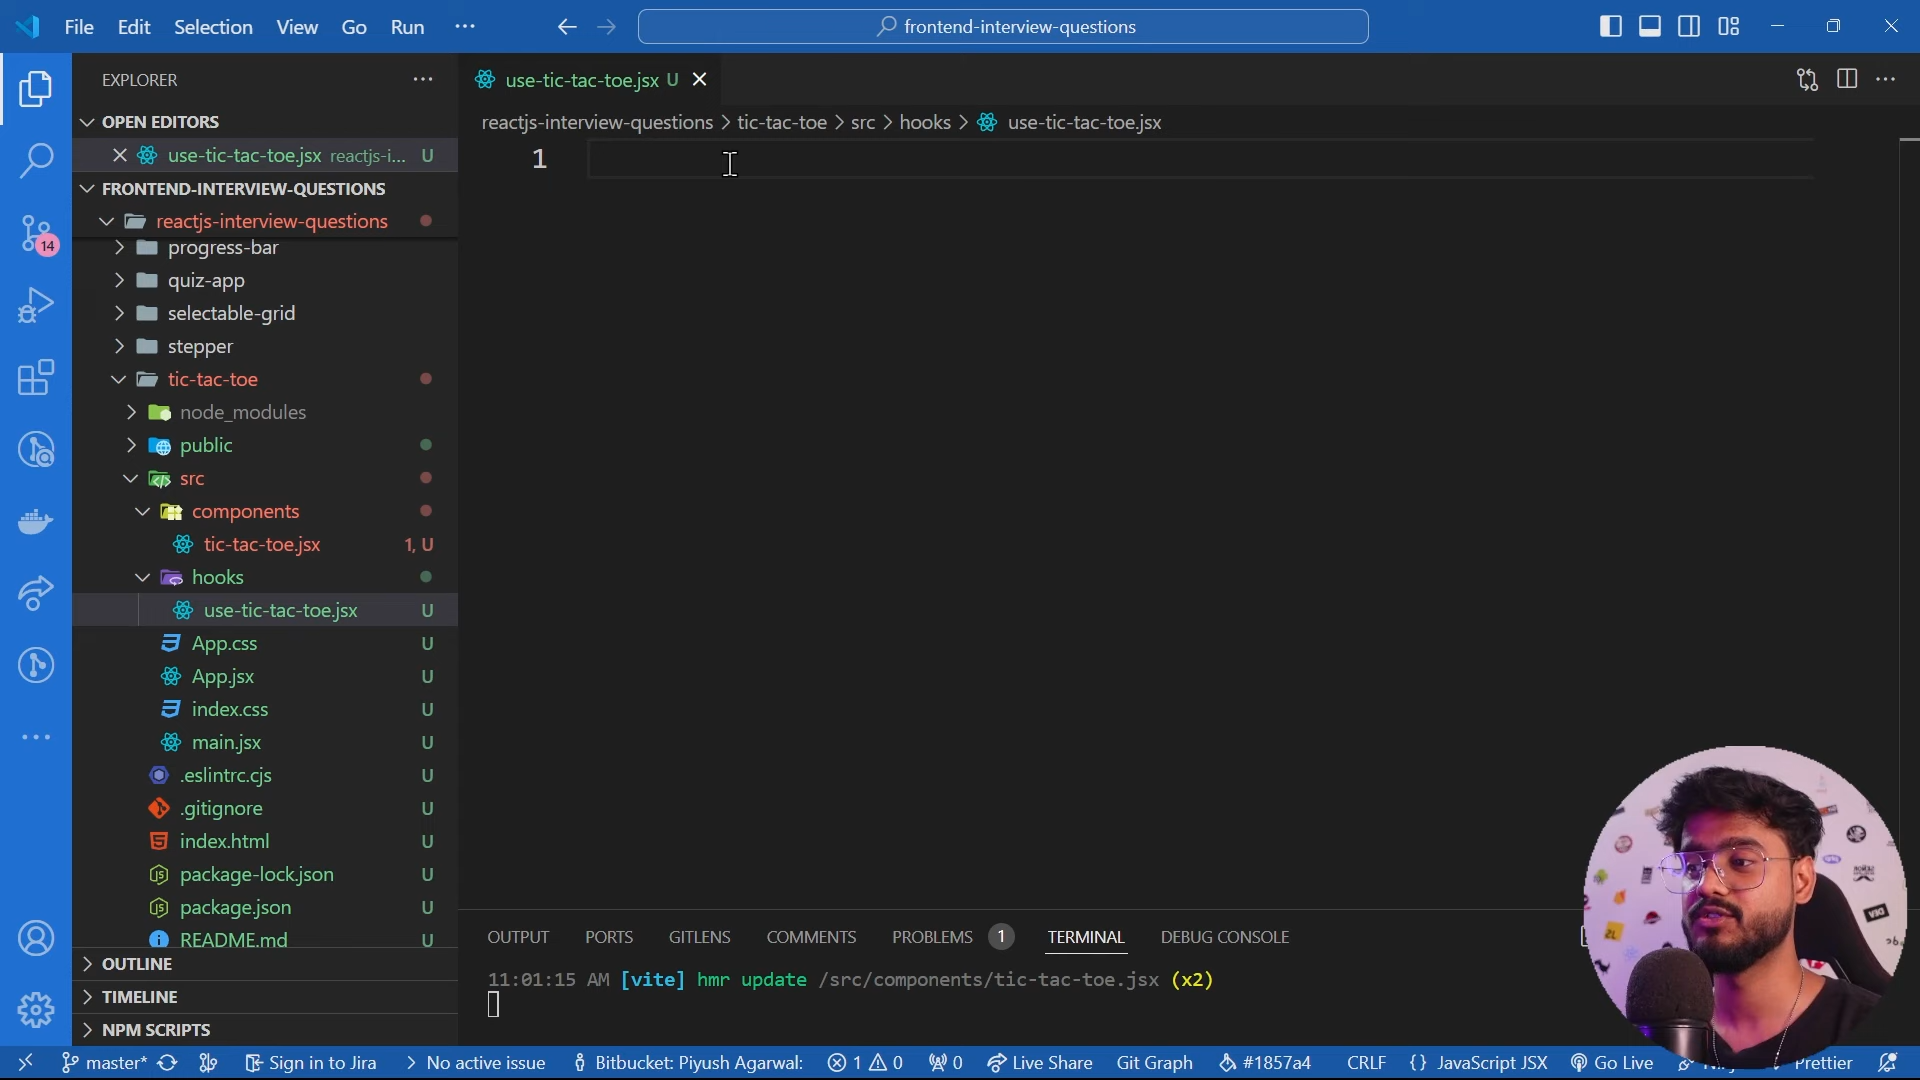 File Edit Selection View Go Run
frontend-interview-questions
EXPLORER
OPEN EDITORS
use-tic-tac-toe.jsx reactjs-i... U
FRONTEND-INTERVIEW-QUESTIONS
reactjs-interview-questions
progress-bar
quiz-app
selectable-grid
stepper
tic-tac-toe
node_modules
public
src
components
tic-tac-toe.jsx 1, U
hooks
use-tic-tac-toe.jsx U
App.css U
App.jsx U
index.css U
main.jsx U
.eslintrc.cjs U
.gitignore U
index.html U
package-lock.json U
package.json U
README.md U
OUTLINE
TIMELINE
NPM SCRIPTS
14
use-tic-tac-toe.jsx U
reactjs-interview-questions > tic-tac-toe > src > hooks > use-tic-tac-toe.jsx
1
OUTPUT PORTS GITLENS COMMENTS PROBLEMS 1 TERMINAL DEBUG CONSOLE
11:01:15 AM [vite] hmr update /src/components/tic-tac-toe.jsx (x2)
master* Sign in to Jira No active issue Bitbucket: Piyush Agarwal: 1 0 0 Live Share Git Graph #1857a4 CRLF {} JavaScript JSX Go Live Prettier